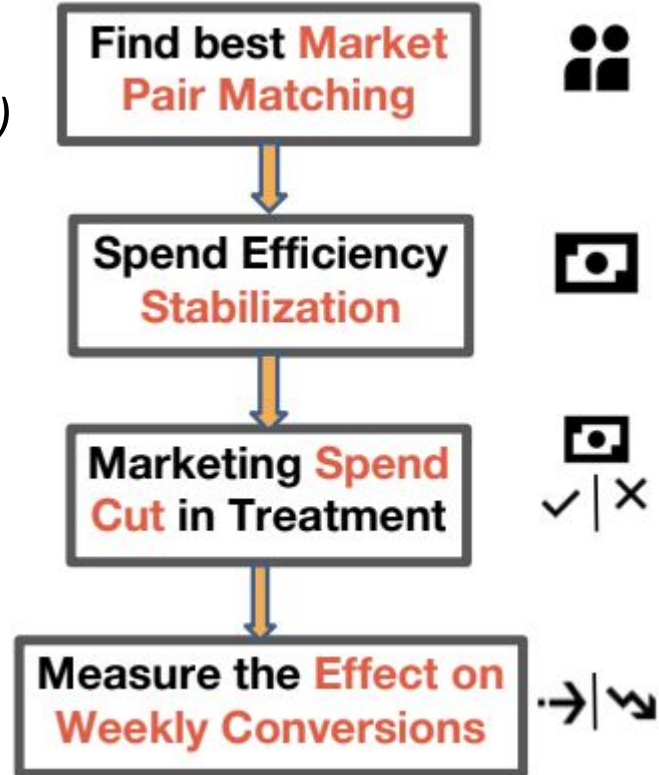 Find best Market
Pair Matching
)
Spend Efficiency
Stabilization
Marketing Spend
Cut in Treatment
Measure the Effect on
Weekly Conversions